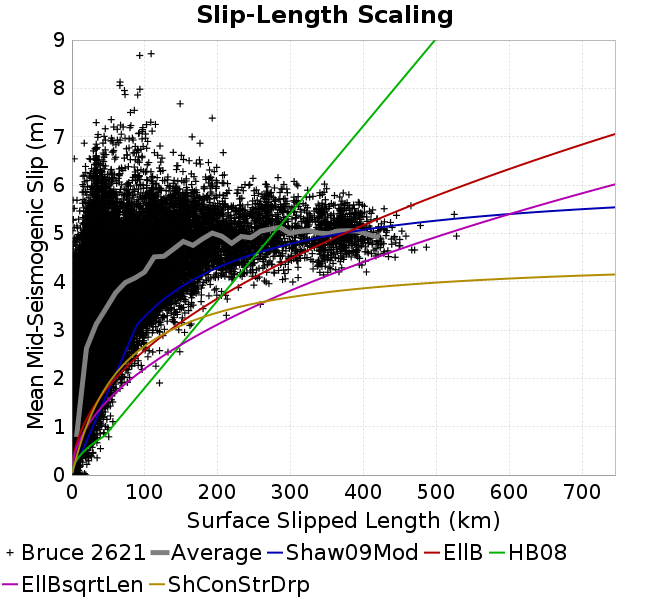 Slip-Length Scaling
Mean Mid-Seismogenic Slip (m)
9
8
7
6
5
4
3
2
1
0
0 100 200 300 400 500 600 700
Surface Slipped Length (km)
Bruce 2621 Average Shaw09Mod EllB HB08
EllBsqrtLen ShConStrDrp